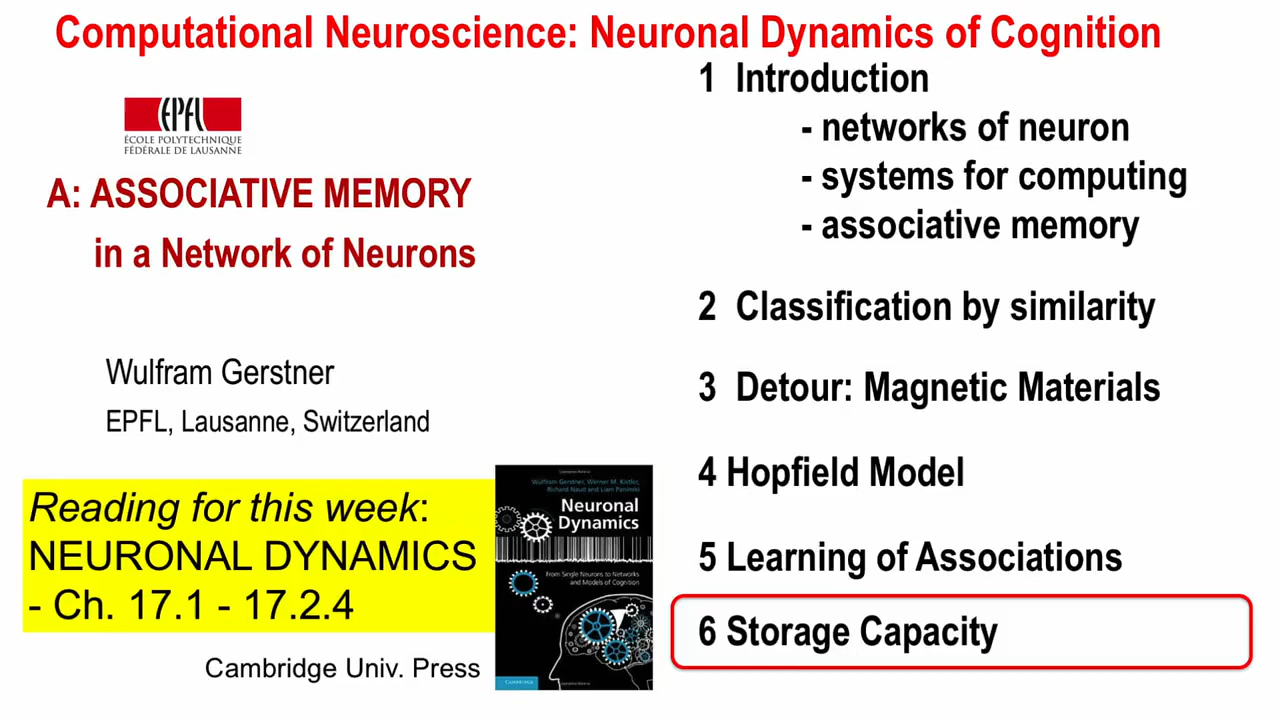 Computational Neuroscience: Neuronal Dynamics of Cognition
EPFL
ÉCOLE POLYTECHNIQUE
FÉDÉRALE DE LAUSANNE
A: ASSOCIATIVE MEMORY
in a Network of Neurons
Wulfram Gerstner
EPFL, Lausanne, Switzerland
Reading for this week:
NEURONAL DYNAMICS
- Ch. 17.1 - 17.2.4
Cambridge Univ. Press
Wulfram Gerstner, Werner M. Kistler,
Richard Naud and Liam Paninski
Neuronal
Dynamics
From Single Neurons to Networks
and Models of Cognition
CAMBRIDGE
1 Introduction
- networks of neuron
- systems for computing
- associative memory
2 Classification by similarity
3 Detour: Magnetic Materials
4 Hopfield Model
5 Learning of Associations
6 Storage Capacity